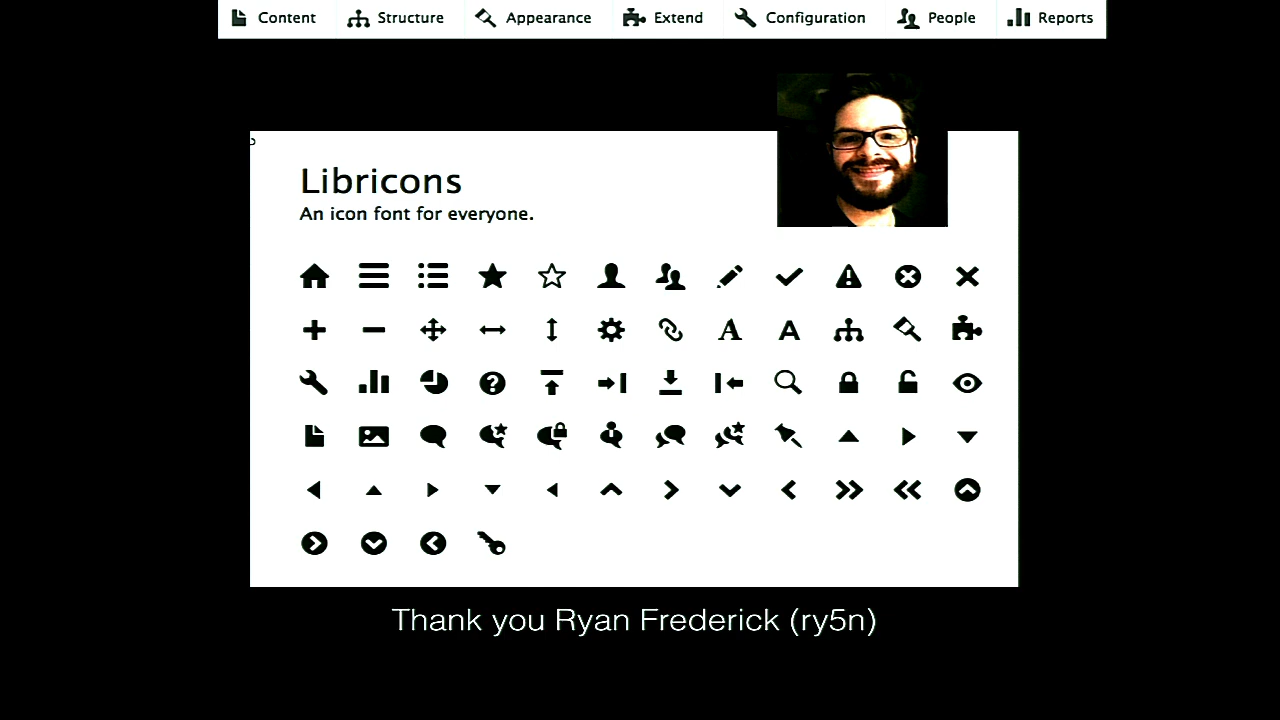 Content Structure Appearance Extend Configuration People Reports
Libricons
An icon font for everyone.
Thank you Ryan Frederick (ry5n)